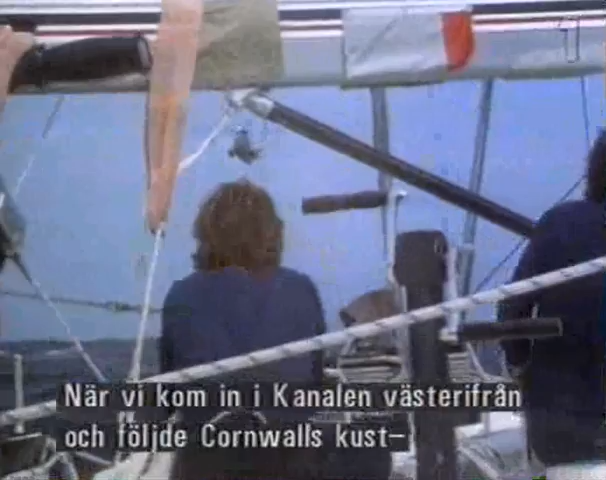 När vi kom in i Kanalen västerifrån
och följde Cornwalls kust–